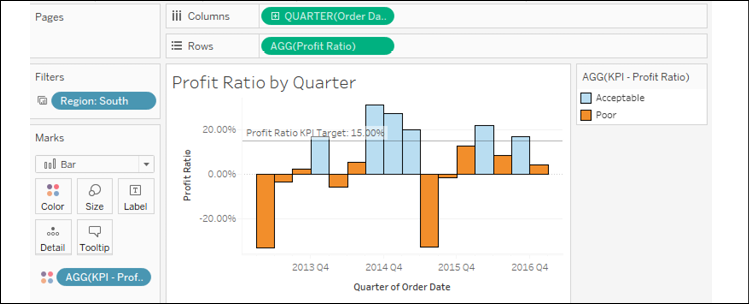 Pages
Columns
QUARTER(Order Da..
Rows
AGG(Profit Ratio)
Filters
Region: South
Marks
Bar
Color
Size
Label
Detail
Tooltip
AGG(KPI - Prof..
Profit Ratio by Quarter
Profit Ratio
20.00%
0.00%
-20.00%
Profit Ratio KPI Target: 15.00%
2013 Q4
2014 Q4
2015 Q4
2016 Q4
Quarter of Order Date
AGG(KPI - Profit Ratio)
Acceptable
Poor